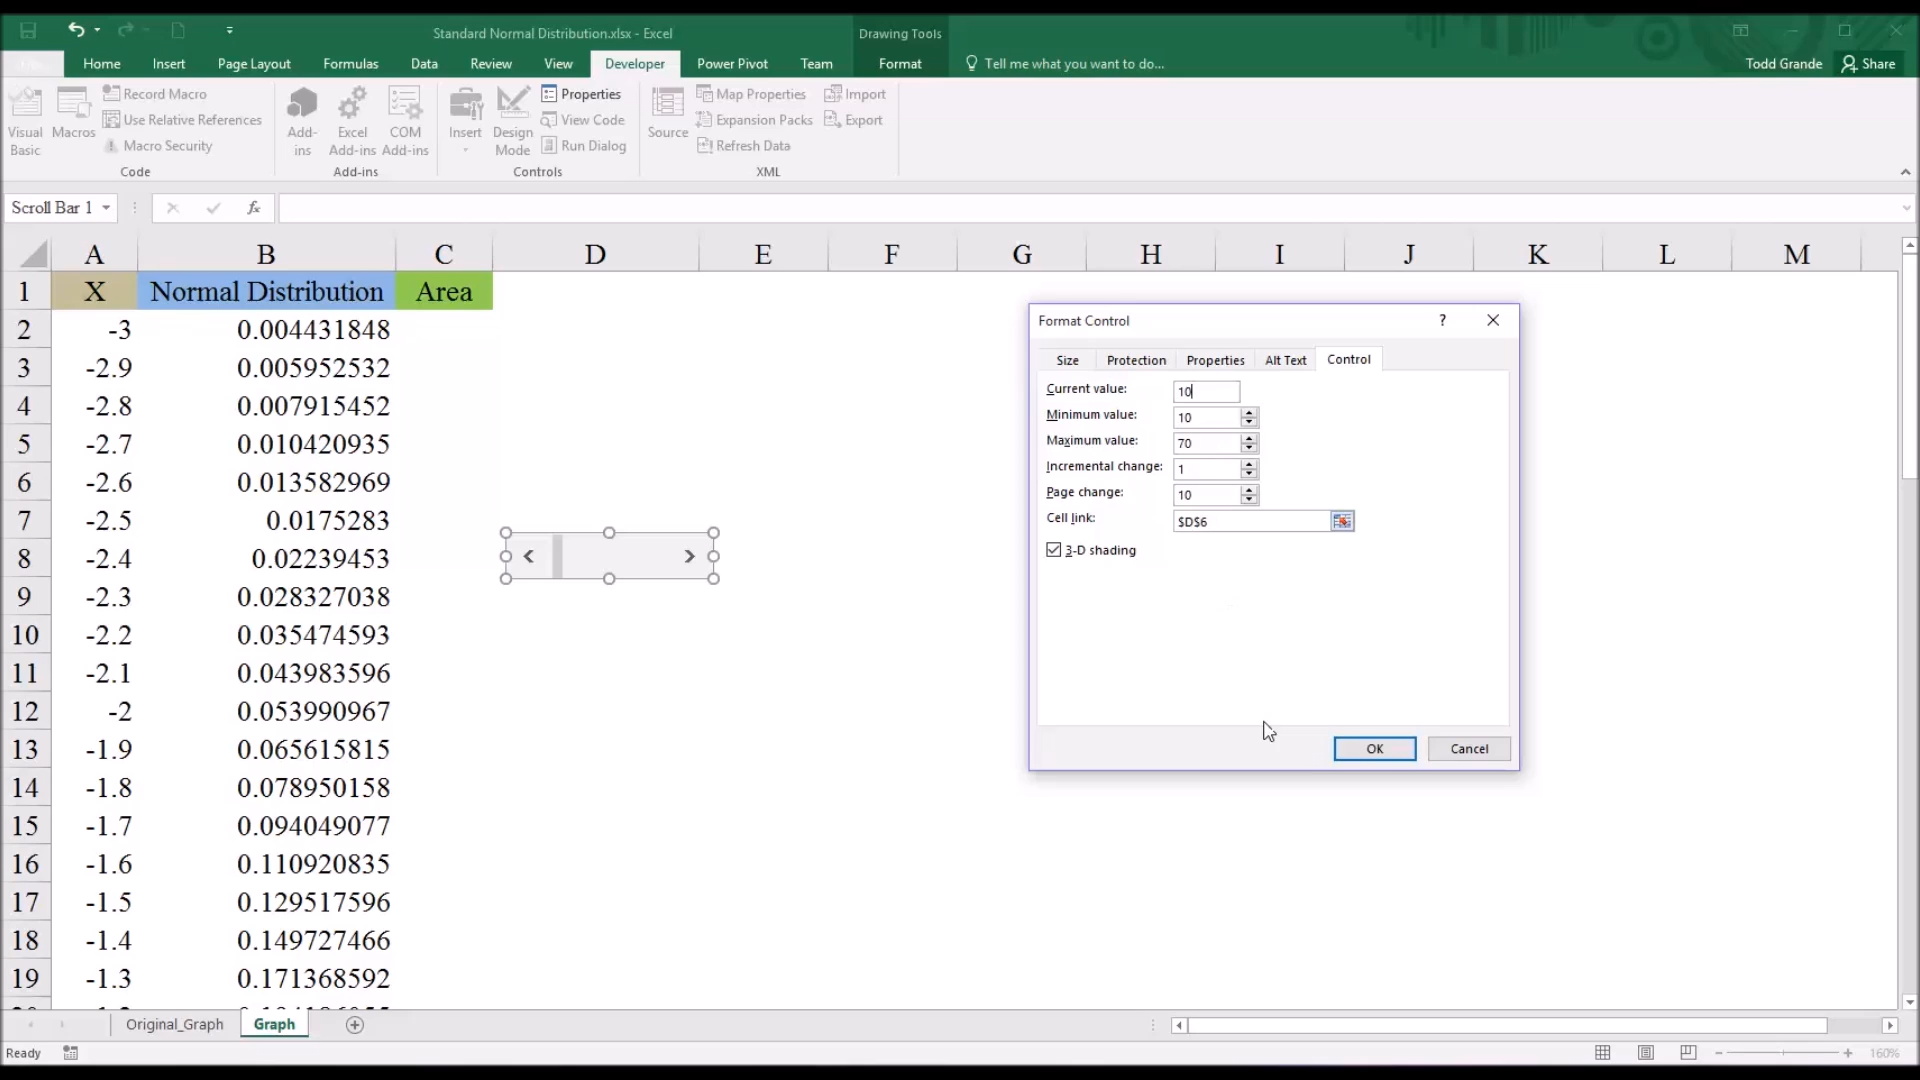 Standard Normal Distribution.xlsx - Excel
Drawing Tools
Home Insert Page Layout Formulas Data Review View Developer Power Pivot Team Format Tell me what you want to do... Todd Grande Share
Visual Basic
Macros
Record Macro
Use Relative References
Macro Security
Code
Add-ins
Excel Add-ins
COM Add-ins
Add-ins
Insert
Design Mode
Properties
View Code
Run Dialog
Controls
Source
Map Properties
Expansion Packs
Refresh Data
Import
Export
XML
Scroll Bar 1 fx
A B C D E F G H I J K L M
1 X Normal Distribution Area
2 -3 0.004431848
3 -2.9 0.005952532
4 -2.8 0.007915452
5 -2.7 0.010420935
6 -2.6 0.013582969
7 -2.5 0.0175283
8 -2.4 0.02239453
9 -2.3 0.028327038
10 -2.2 0.035474593
11 -2.1 0.043983596
12 -2 0.053990967
13 -1.9 0.065615815
14 -1.8 0.078950158
15 -1.7 0.094049077
16 -1.6 0.110920835
17 -1.5 0.129517596
18 -1.4 0.149727466
19 -1.3 0.171368592
Format Control ?
Size Protection Properties Alt Text Control
Current value: 10
Minimum value: 10
Maximum value: 70
Incremental change: 1
Page change: 10
Cell link: $D$6
3-D shading
OK Cancel
Original_Graph Graph
Ready 160%